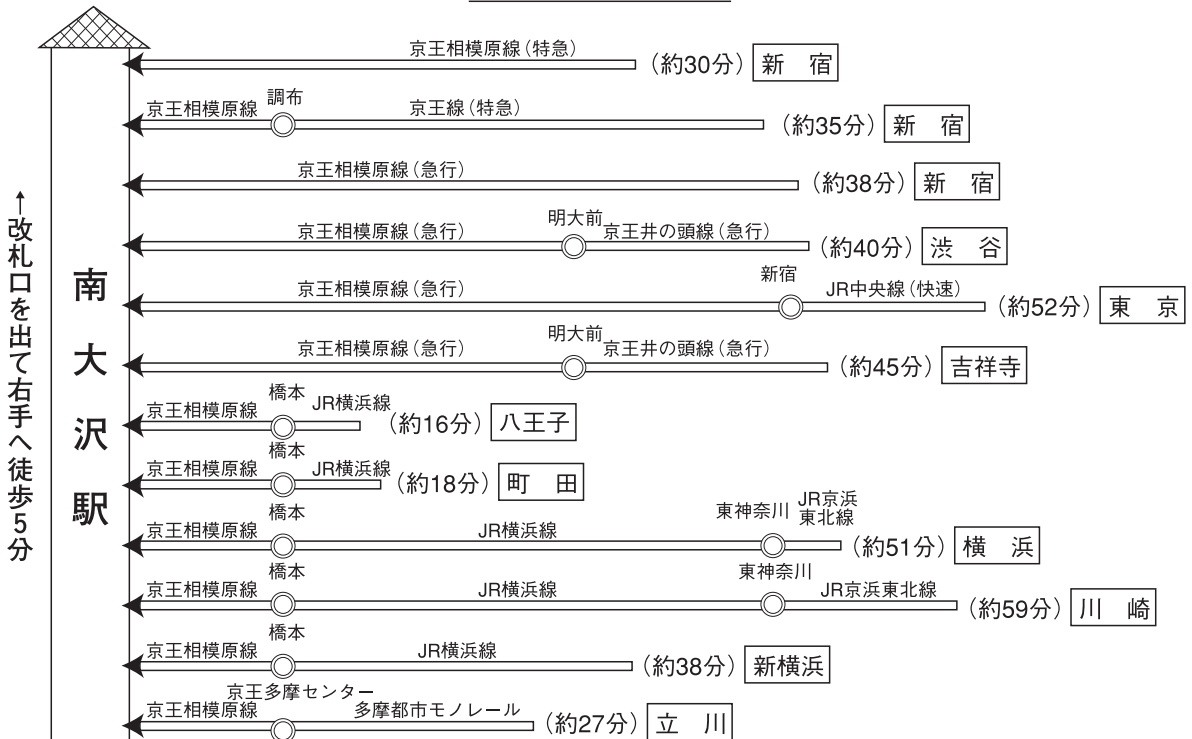 京王相模原線（特急）
（約30分）
新　宿
調布
京王相模原線
京王線（特急）
（約35分）
新　宿
京王相模原線（急行）
（約38分）
新　宿
明大前
京王相模原線（急行）
京王井の頭線（急行）
（約40分）
渋　谷
新宿
京王相模原線（急行）
JR中央線（快速）
（約52分）
東　京
明大前
京王相模原線（急行）
京王井の頭線（急行）
（約45分）
吉祥寺
橋本
京王相模原線
JR横浜線
（約16分）
八王子
橋本
京王相模原線
JR横浜線
（約18分）
町　田
橋本
京王相模原線
JR横浜線
東神奈川
JR京浜
東北線
（約51分）
横　浜
橋本
京王相模原線
JR横浜線
東神奈川
JR京浜東北線
（約59分）
川　崎
橋本
京王相模原線
JR横浜線
（約38分）
新横浜
京王多摩センター
京王相模原線
多摩都市モノレール
（約27分）
立　川
南大沢駅
←改札口を出て右手へ徒歩5分